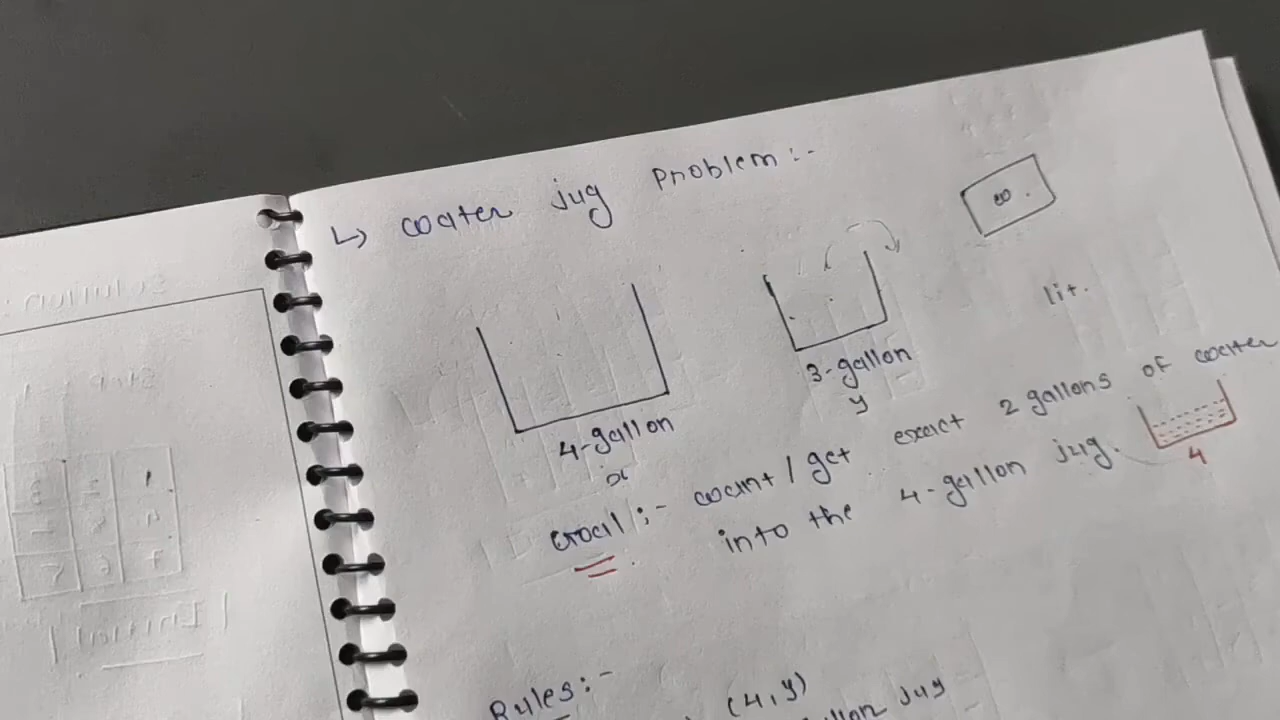 ↳ water jug problem:-
∞.
lit.
4-gallon
x
3-gallon
y
Goal:- want / get exact 2 gallons of water
into the 4-gallon jug.
4
Rules:-
(4,y)
jug